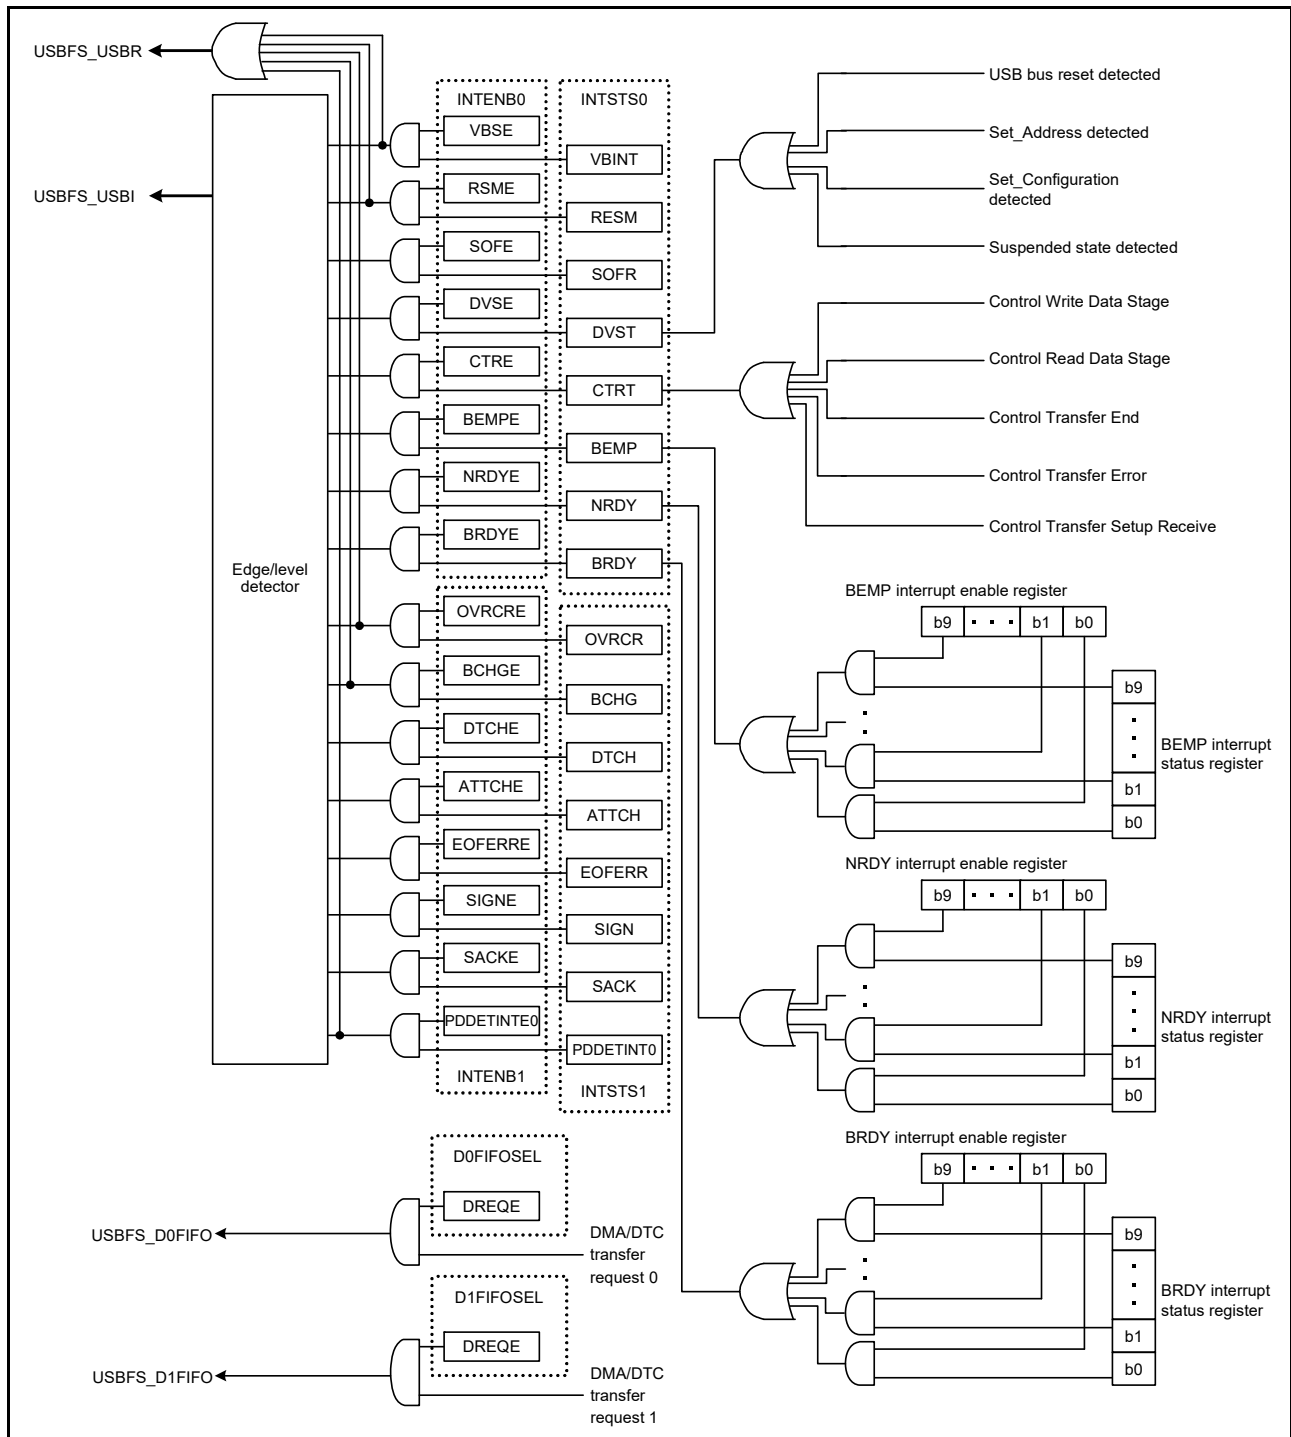 USBFS_USBR
USBFS_USBI
Edge/level
detector
INTENB0
VBSE
RSME
SOFE
DVSE
CTRE
BEMPE
NRDYE
BRDYE
INTSTS0
VBINT
RESM
SOFR
DVST
CTRT
BEMP
NRDY
BRDY
OVRCRE
BCHGE
DTCHE
ATTCHE
EOFERRE
SIGNE
SACKE
PDDETINTE0
INTENB1
OVRCR
BCHG
DTCH
ATTCH
EOFERR
SIGN
SACK
PDDETINT0
INTSTS1
USB bus reset detected
Set_Address detected
Set_Configuration
detected
Suspended state detected
Control Write Data Stage
Control Read Data Stage
Control Transfer End
Control Transfer Error
Control Transfer Setup Receive
BEMP interrupt enable register
b9 · · · b1 b0
b9
b1
b0
BEMP interrupt
status register
NRDY interrupt enable register
b9 · · · b1 b0
b9
b1
b0
NRDY interrupt
status register
BRDY interrupt enable register
b9 · · · b1 b0
b9
b1
b0
BRDY interrupt
status register
D0FIFOSEL
DREQE
USBFS_D0FIFO
DMA/DTC
transfer
request 0
D1FIFOSEL
DREQE
USBFS_D1FIFO
DMA/DTC
transfer
request 1